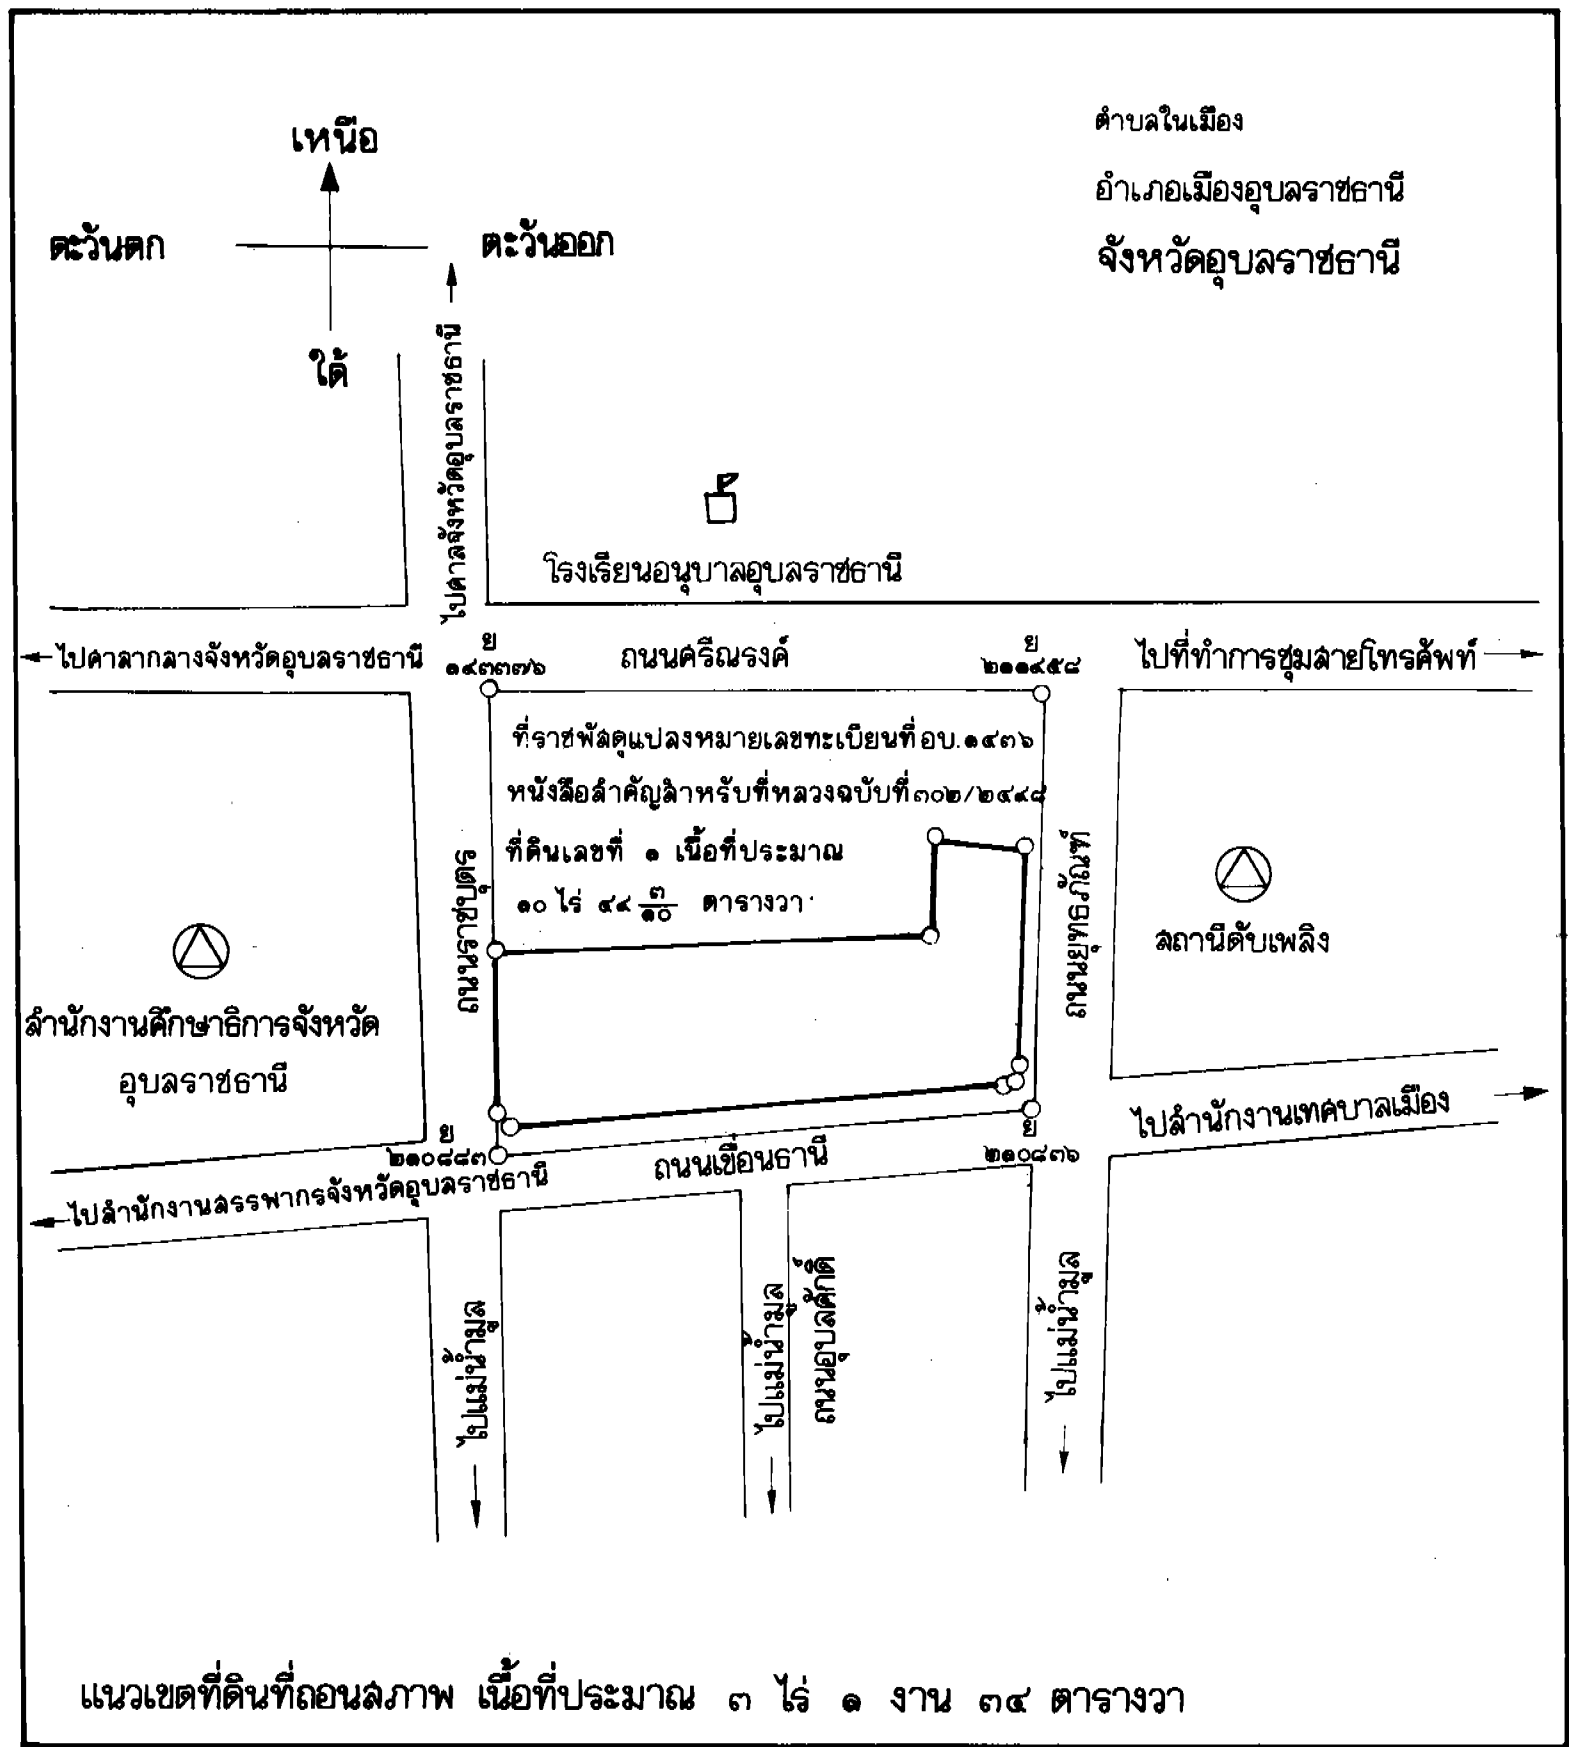 ตำบลในเมือง
อำเภอเมืองอุบลราชธานี
จังหวัดอุบลราชธานี
เหนือ
ตะวันตก
ตะวันออก
ใต้
ไปศาลจังหวัดอุบลราชธานี
โรงเรียนอนุบาลอุบลราชธานี
ไปศาลากลางจังหวัดอุบลราชธานี
ย
๑๙๓๓๗๖
ถนนศรีณรงค์
ย
๒๑๑๙๕๘
ไปที่ทำการชุมสายโทรศัพท์
ที่ราชพัสดุแปลงหมายเลขทะเบียนที่ อบ.๑๔๓๖
หนังสือสำคัญสำหรับที่หลวงฉบับที่ ๓๐๒/๒๔๙๘
ที่ดินเลขที่ ๑ เนื้อที่ประมาณ
๑๐ ไร่ ๔๙ ๓/๑๐ ตารางวา
ถนนราชบุตร
ถนนยุทธภัณฑ์
สถานีดับเพลิง
สำนักงานศึกษาธิการจังหวัด
อุบลราชธานี
ย
๒๑๐๘๘๓
ถนนเขื่อนธานี
ย
๒๑๐๘๓๖
ไปสำนักงานเทศบาลเมือง
ไปสำนักงานสรรพากรจังหวัดอุบลราชธานี
ไปแม่น้ำมูล
ไปแม่น้ำมูล
ถนนอุบลศักดิ์
ไปแม่น้ำมูล
แนวเขตที่ดินที่ถอนสภาพ เนื้อที่ประมาณ ๓ ไร่ ๑ งาน ๓๔ ตารางวา